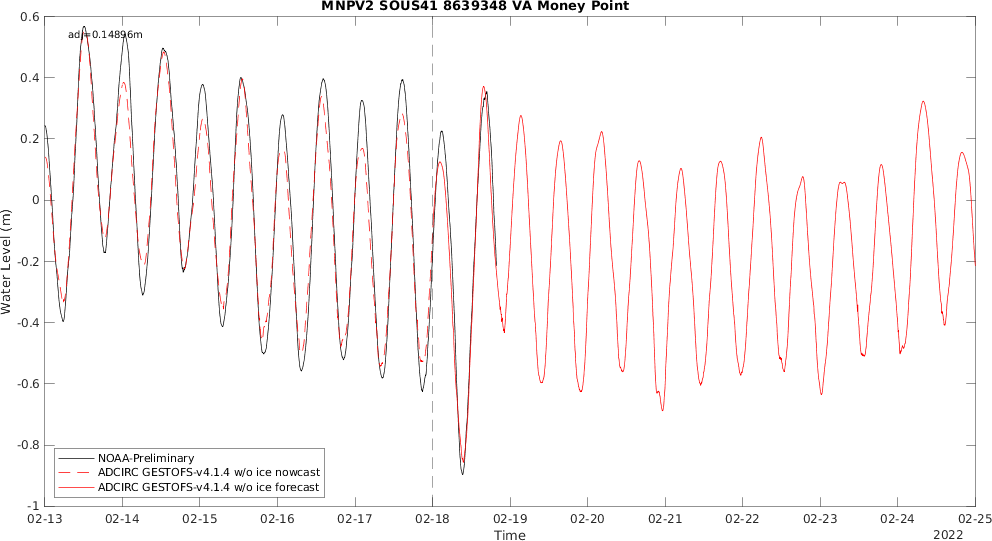 MNPV2 SOUS41 8639348 VA Money Point
adj=0.14896m
0.6
0.4
0.2
0
-0.2
-0.4
-0.6
-0.8
-1
Water Level (m)
NOAA-Preliminary
ADCIRC GESTOFS-v4.1.4 w/o ice nowcast
ADCIRC GESTOFS-v4.1.4 w/o ice forecast
02-13 02-14 02-15 02-16 02-17 02-18 02-19 02-20 02-21 02-22 02-23 02-24 02-25
Time
2022